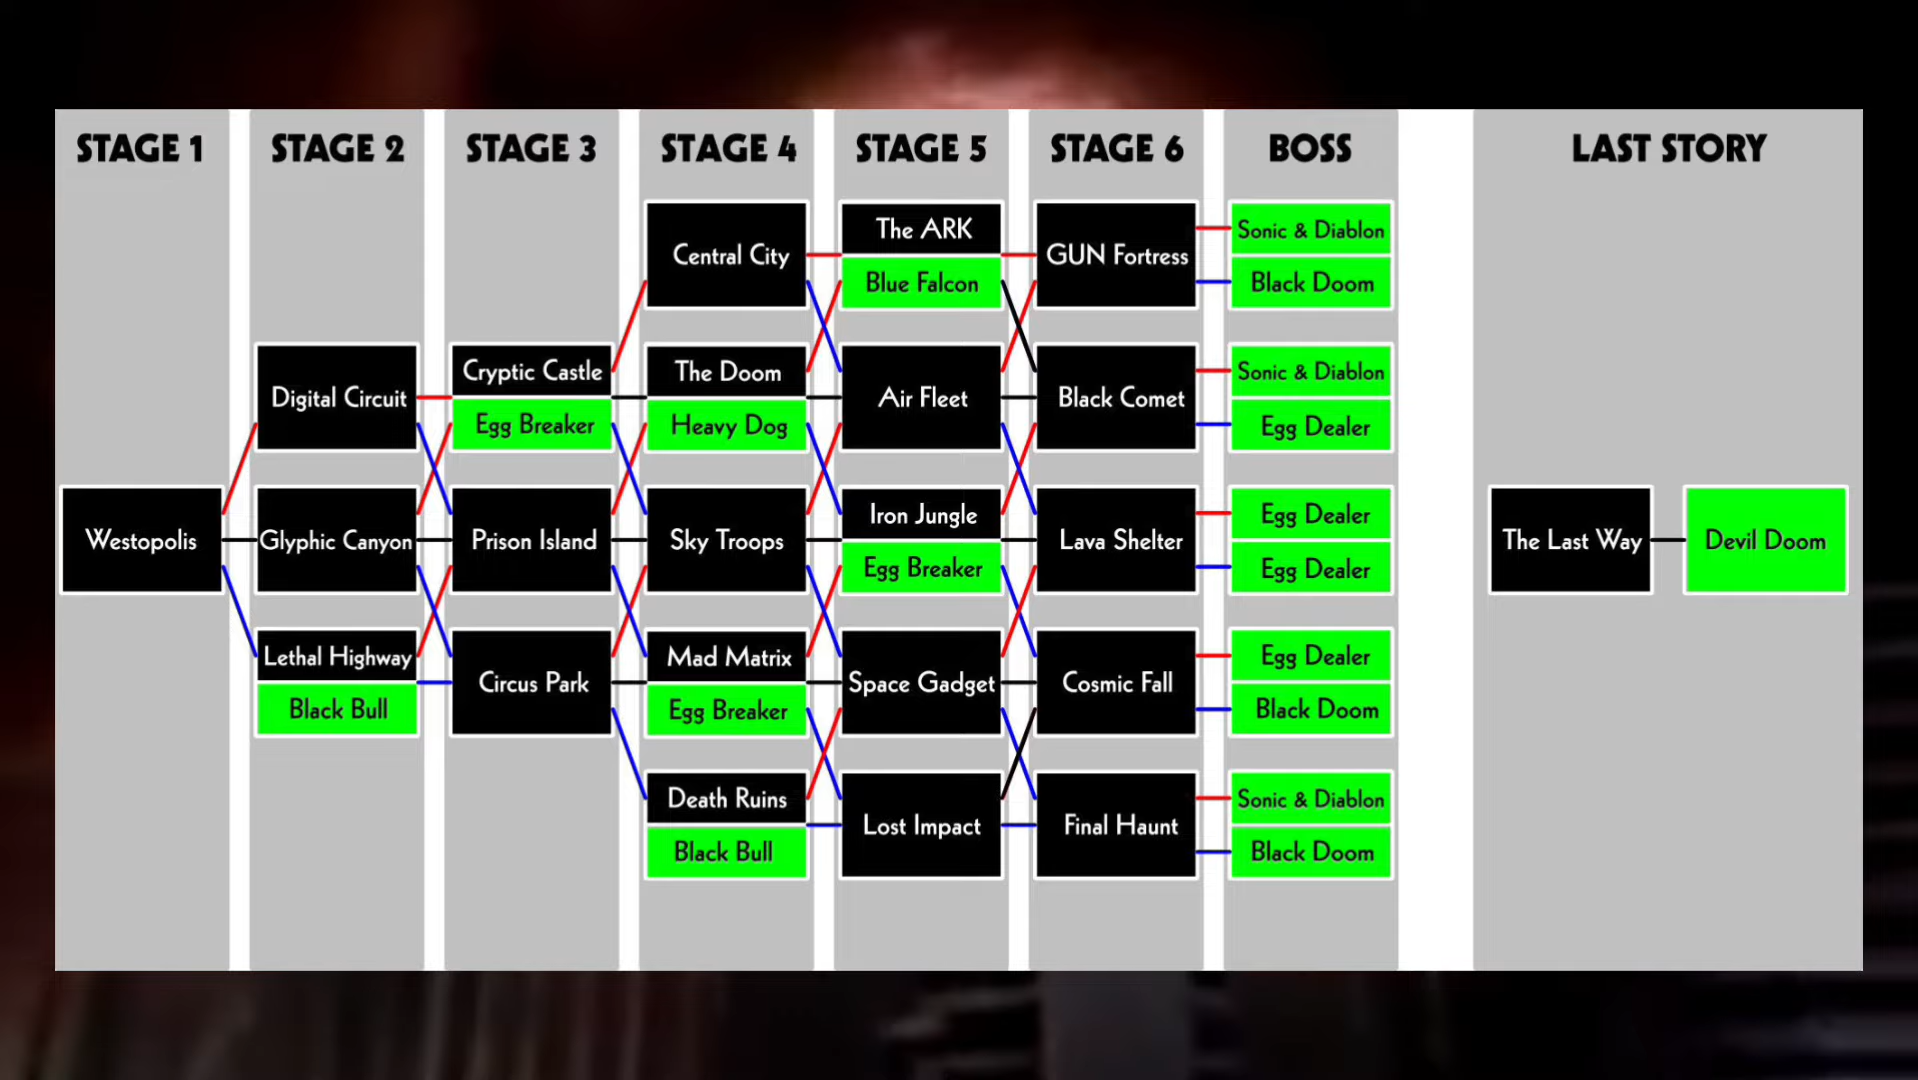 STAGE 1
STAGE 2
STAGE 3
STAGE 4
STAGE 5
STAGE 6
BOSS
LAST STORY
Westopolis
Digital Circuit
Glyphic Canyon
Lethal Highway
Black Bull
Cryptic Castle
Egg Breaker
Prison Island
Circus Park
Central City
The Doom
Heavy Dog
Sky Troops
Mad Matrix
Egg Breaker
Death Ruins
Black Bull
The ARK
Blue Falcon
Air Fleet
Iron Jungle
Egg Breaker
Space Gadget
Lost Impact
GUN Fortress
Black Comet
Lava Shelter
Cosmic Fall
Final Haunt
Sonic & Diablon
Black Doom
Sonic & Diablon
Egg Dealer
Egg Dealer
Egg Dealer
Egg Dealer
Black Doom
Sonic & Diablon
Black Doom
The Last Way
Devil Doom